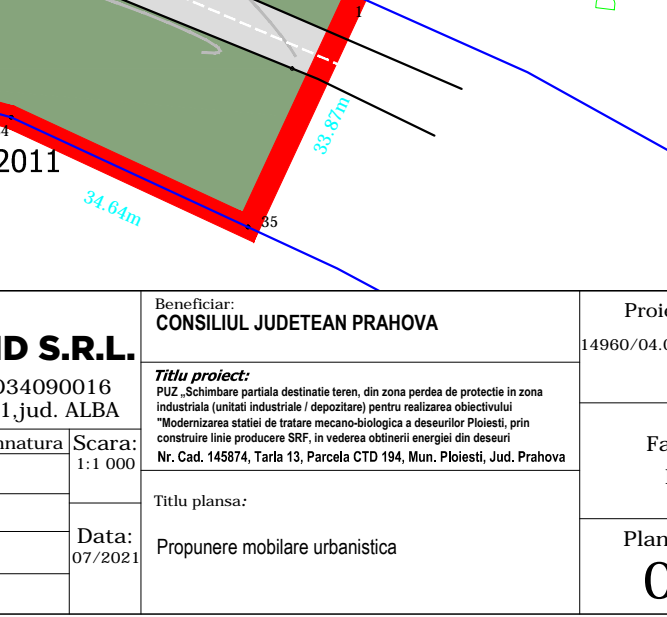 1
33.87m
4
2011
34.64m
35
D S.R.L.
034090016
1,jud. ALBA
Scara:
1:1 000
Data:
07/2021
Beneficiar:
CONSILIUL JUDETEAN PRAHOVA
Titlu proiect:
PUZ „Schimbare partiala destinatie teren, din zona perdea de protectie in zona
industriala (unitati industriale / depozitare) pentru realizarea obiectivului
"Modernizarea statiei de tratare mecano-biologica a deseurilor Ploiesti, prin
construire linie producere SRF, in vederea obtinerii energiei din deseuri
Nr. Cad. 145874, Tarla 13, Parcela CTD 194, Mun. Ploiesti, Jud. Prahova
Titlu plansa:
Propunere mobilare urbanistica
14960/04.0